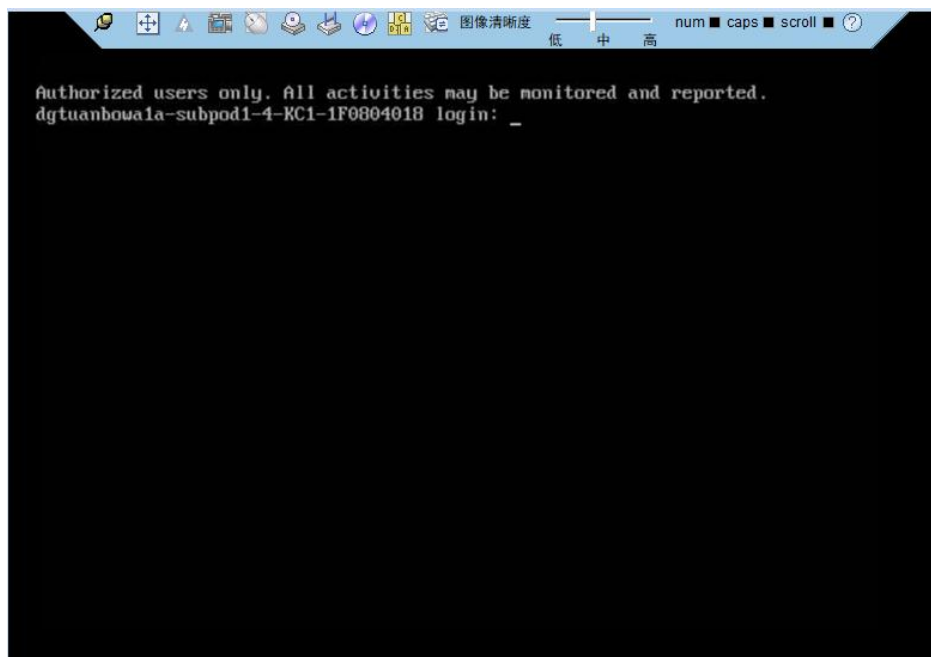 图像清晰度 低 中 高 num caps scroll ?
Authorized users only. All activities may be monitored and reported.
dgtuanbowa1a-subpod1-4-KC1-1F0804018 login: _